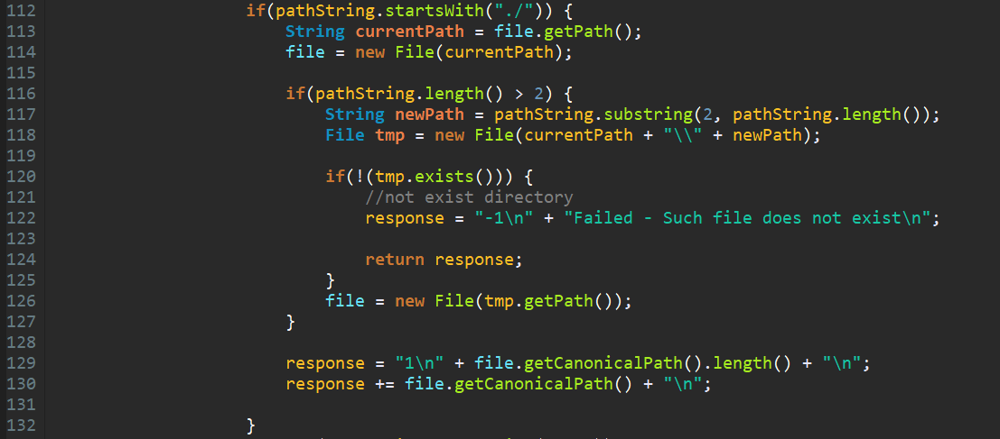 112 if(pathString.startsWith("./")) {
113 String currentPath = file.getPath();
114 file = new File(currentPath);
115
116 if(pathString.length() > 2) {
117 String newPath = pathString.substring(2, pathString.length());
118 File tmp = new File(currentPath + "\\" + newPath);
119
120 if(!(tmp.exists())) {
121 //not exist directory
122 response = "-1\n" + "Failed - Such file does not exist\n";
123
124 return response;
125 }
126 file = new File(tmp.getPath());
127 }
128
129 response = "1\n" + file.getCanonicalPath().length() + "\n";
130 response += file.getCanonicalPath() + "\n";
131
132 }